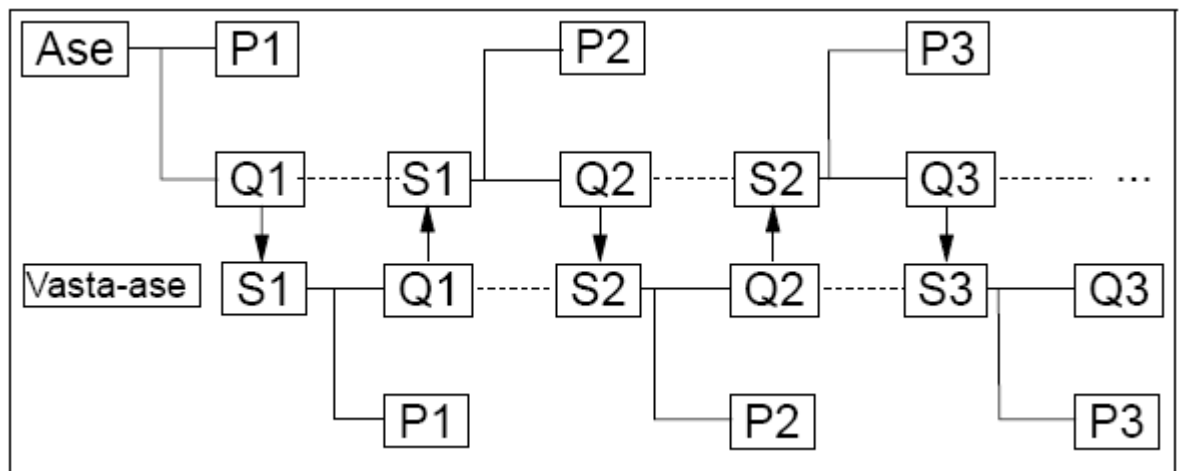 Ase P1 P2 P3
Q1 S1 Q2 S2 Q3 ...
Vasta-ase S1 Q1 S2 Q2 S3 Q3
P1 P2 P3